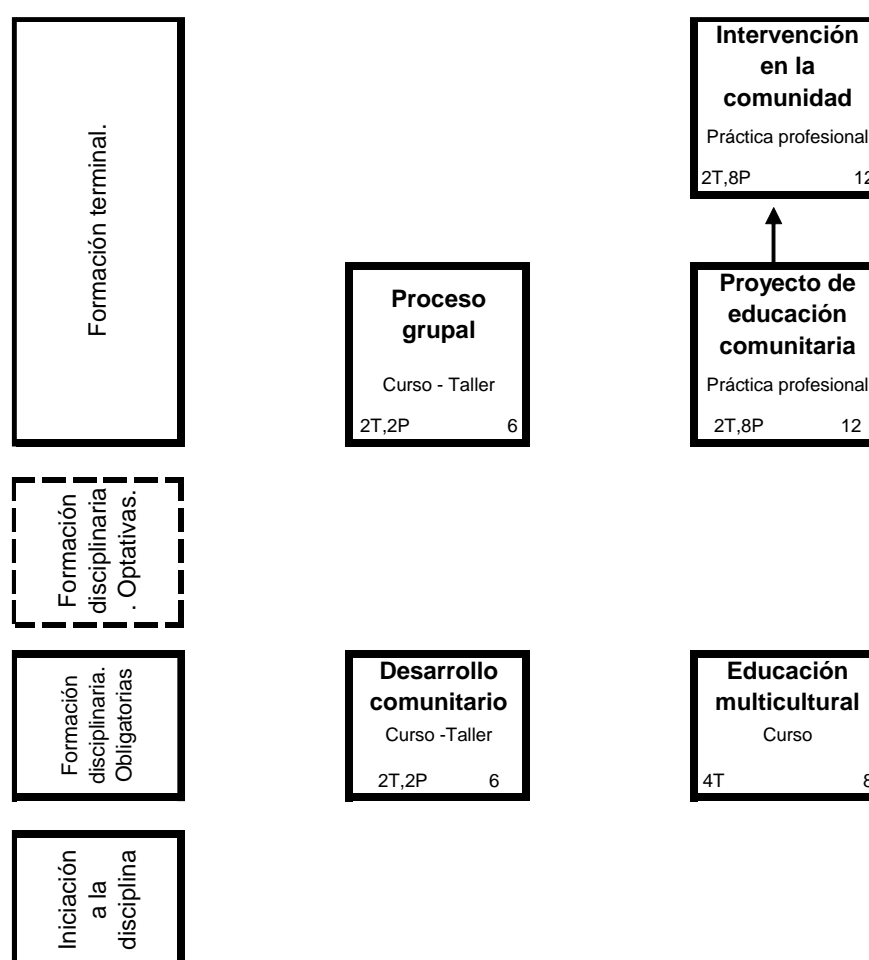 Intervención
en la
comunidad
Práctica profesional
2T,8P 12
Formación terminal.
Proceso
grupal
Curso - Taller
2T,2P 6
Proyecto de
educación
comunitaria
Práctica profesional
2T,8P 12
Formación
disciplinaria
. Optativas.
Formación
disciplinaria.
Obligatorias
Desarrollo
comunitario
Curso -Taller
2T,2P 6
Educación
multicultural
Curso
4T 8
Iniciación
a la
disciplina